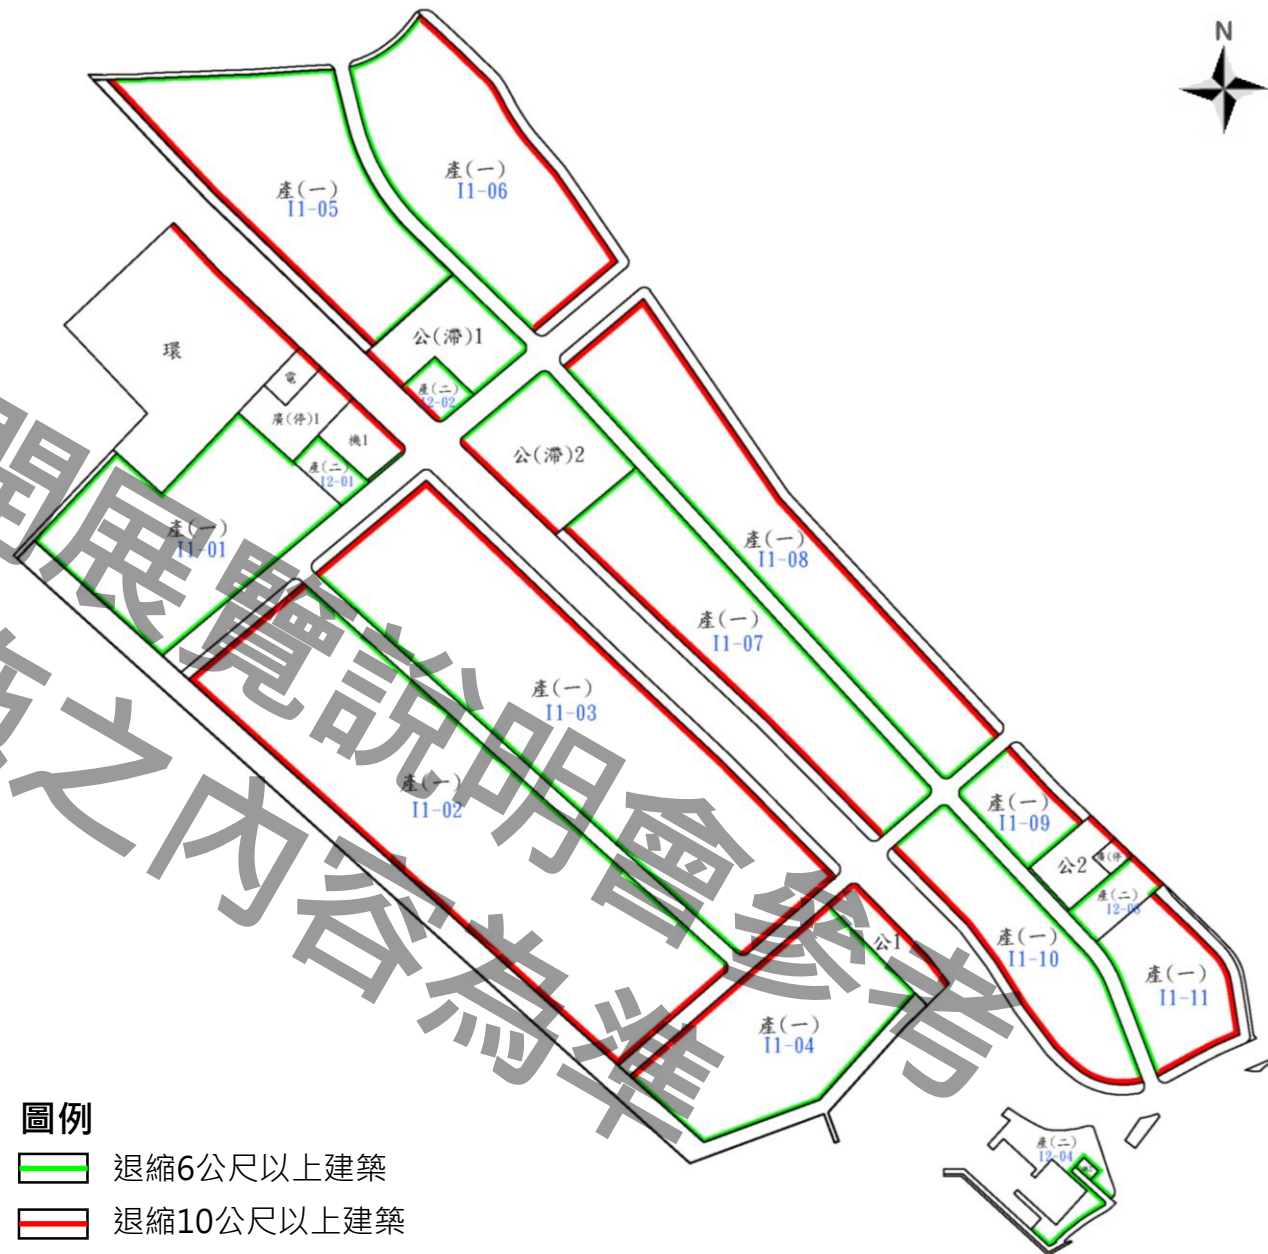 N
產(一)
I1-06
產(一)
I1-05
公(滯)1
環
電
產(二)
I2-02
廣(停)1
機1
公(滯)2
產(二)
I2-01
產(一)
I1-01
產(一)
I1-08
產(一)
I1-07
產(一)
I1-03
產(一)
I1-02
產(一)
I1-09
公2
產(二)
公1
產(一)
I1-10
產(一)
I1-11
產(一)
I1-04
產(二)
I2-04
開展覽說明會參考
之內容為準
圖例
退縮6公尺以上建築
退縮10公尺以上建築